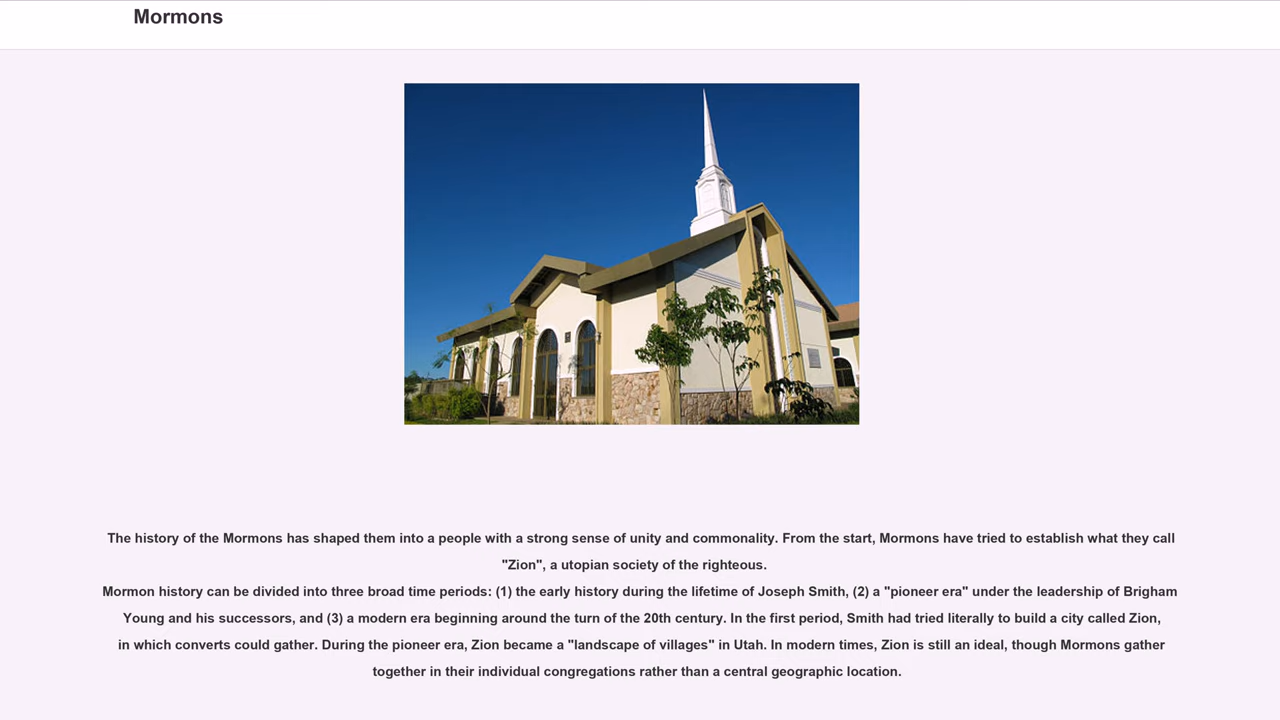 Mormons
The history of the Mormons has shaped them into a people with a strong sense of unity and commonality. From the start, Mormons have tried to establish what they call
"Zion", a utopian society of the righteous.
Mormon history can be divided into three broad time periods: (1) the early history during the lifetime of Joseph Smith, (2) a "pioneer era" under the leadership of Brigham
Young and his successors, and (3) a modern era beginning around the turn of the 20th century. In the first period, Smith had tried literally to build a city called Zion,
in which converts could gather. During the pioneer era, Zion became a "landscape of villages" in Utah. In modern times, Zion is still an ideal, though Mormons gather
together in their individual congregations rather than a central geographic location.